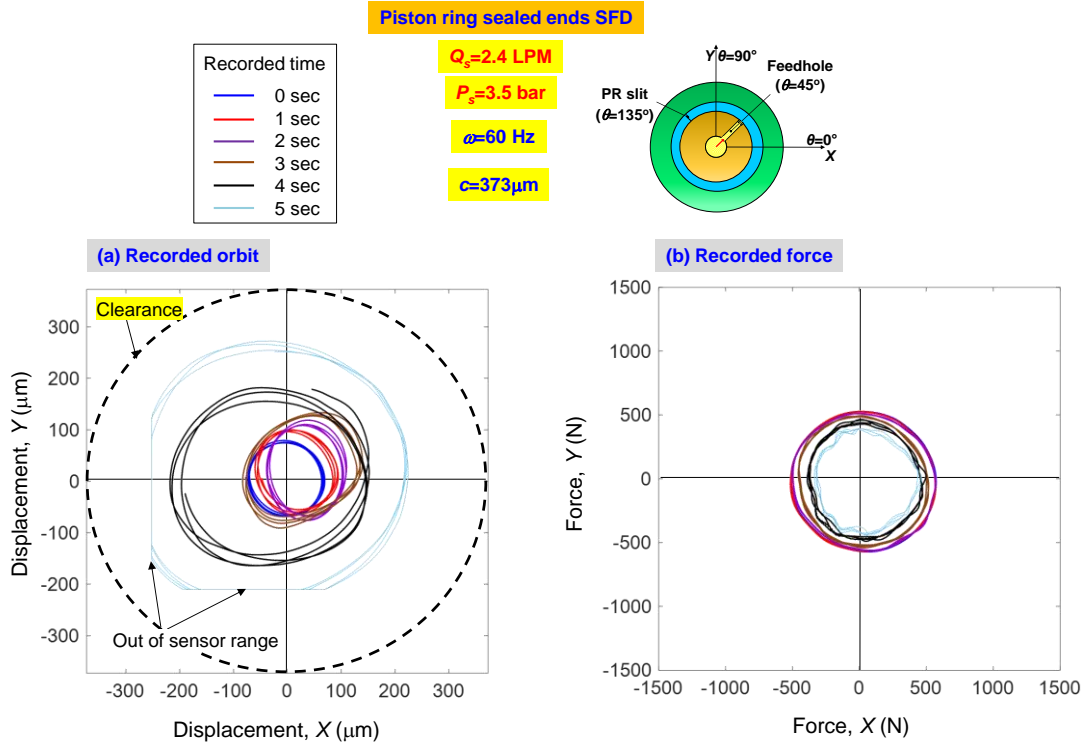 Piston ring sealed ends SFD
Recorded time
0 sec
1 sec
2 sec
3 sec
4 sec
5 sec
Qs=2.4 LPM
Ps=3.5 bar
ω=60 Hz
c=373μm
Y θ=90°
Feedhole
(θ=45º)
PR slit
(θ=135º)
θ=0°
X
(a) Recorded orbit
Clearance
Out of sensor range
300
200
100
0
-100
-200
-300
-300
-200
-100
0
100
200
300
Displacement, Y (μm)
Displacement, X (μm)
(b) Recorded force
1500
1000
500
0
-500
-1000
-1500
-1500
-1000
-500
0
500
1000
1500
Force, Y (N)
Force, X (N)